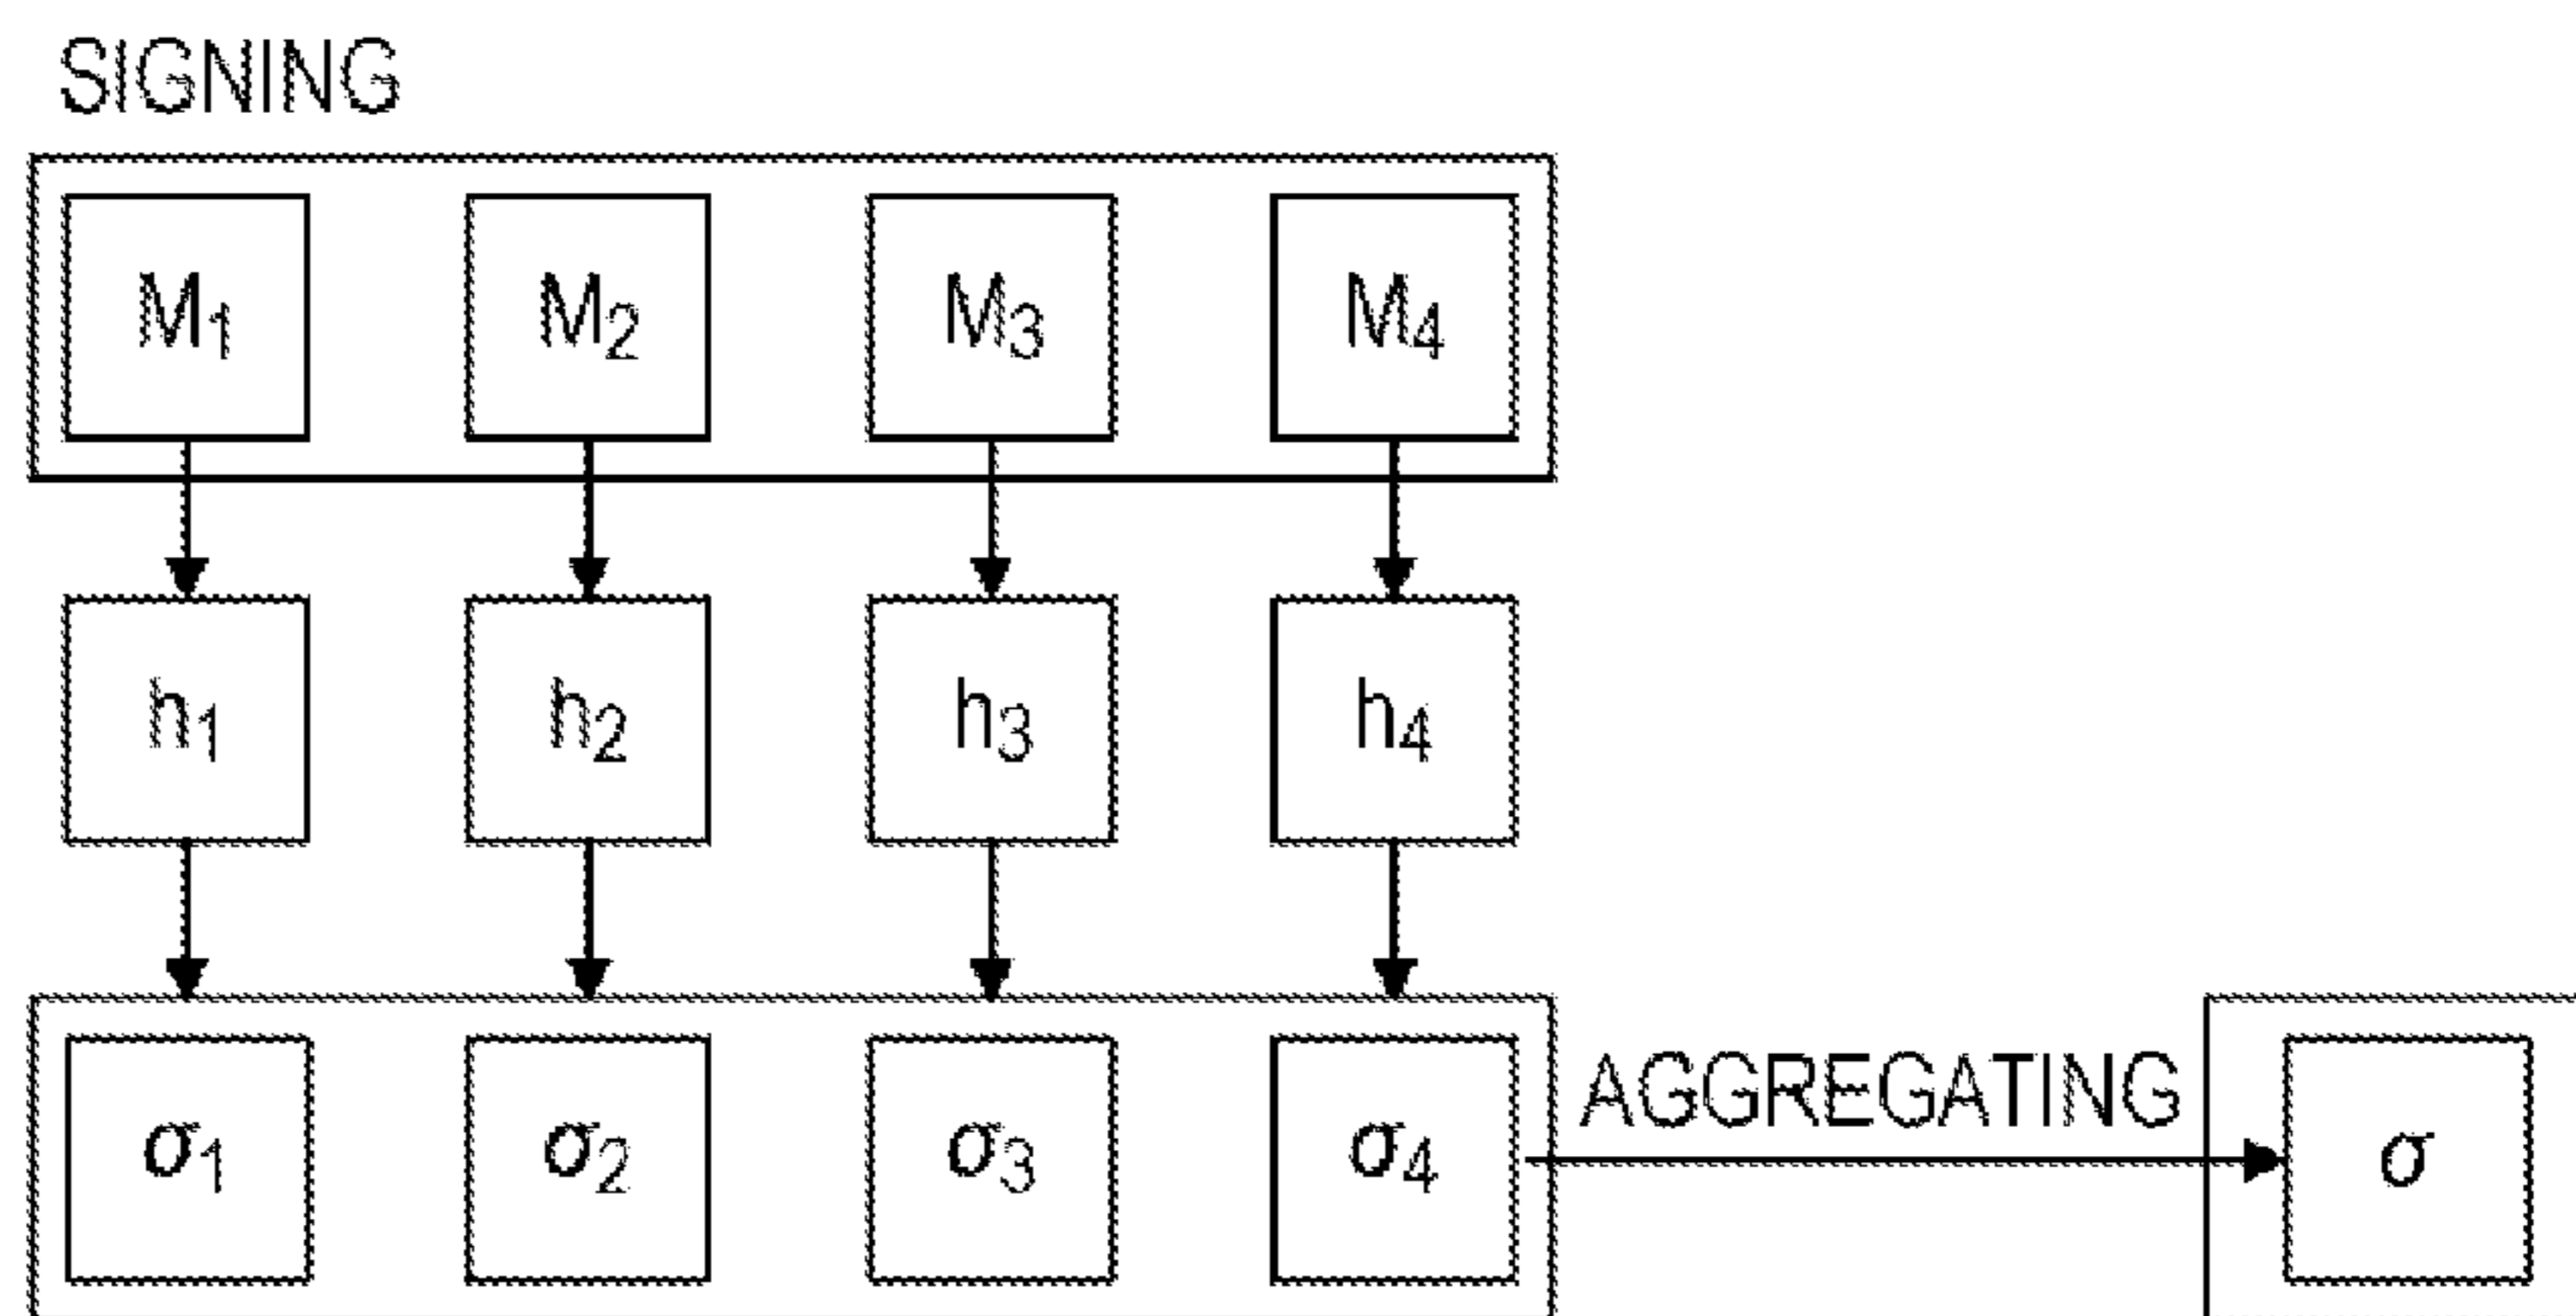 SIGNING
M₁ M₂ M₃ M₄
h₁ h₂ h₃ h₄
σ₁ σ₂ σ₃ σ₄ AGGREGATING σ